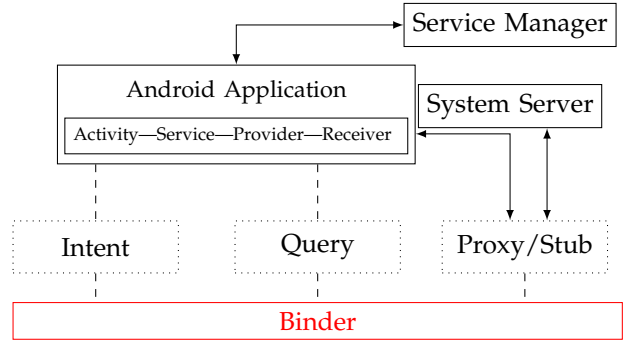 Service Manager
Android Application
System Server
Activity—Service—Provider—Receiver
Intent
Query
Proxy/Stub
Binder